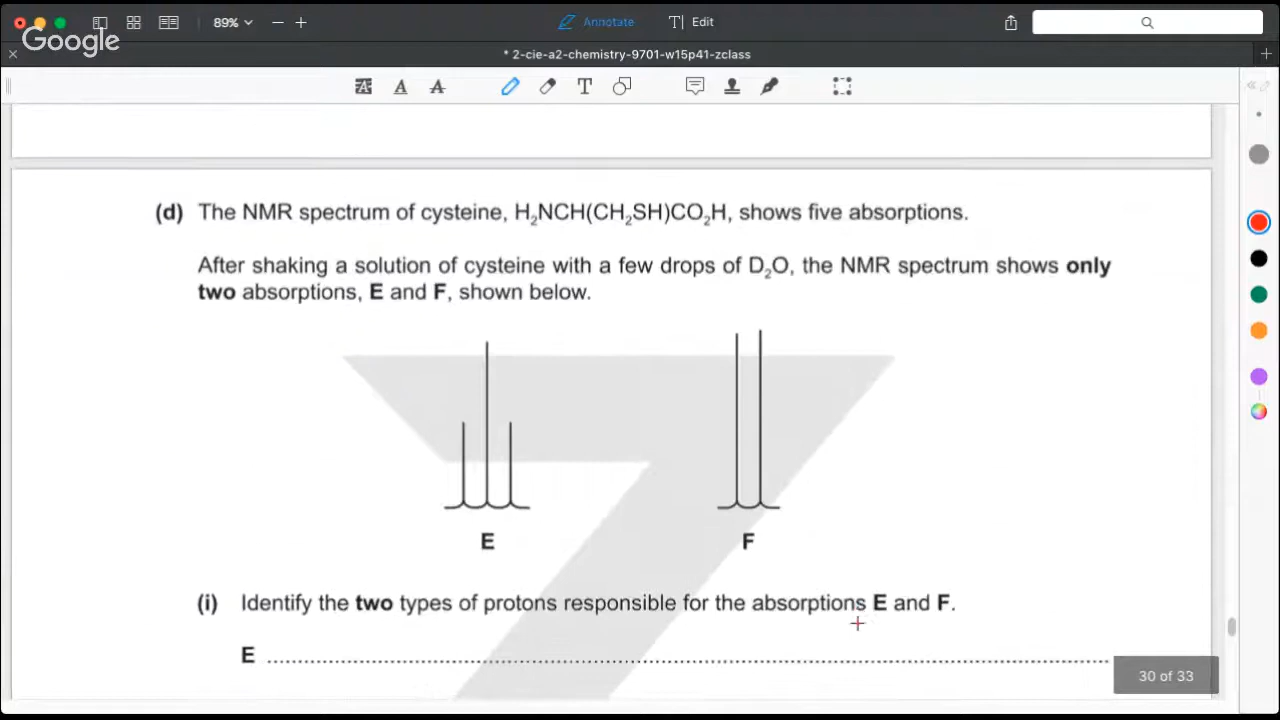 89%
Annotate
Edit
Google
* 2-cie-a2-chemistry-9701-w15p41-zclass
(d) The NMR spectrum of cysteine, H₂NCH(CH₂SH)CO₂H, shows five absorptions.
After shaking a solution of cysteine with a few drops of D₂O, the NMR spectrum shows only
two absorptions, E and F, shown below.
E
F
(i) Identify the two types of protons responsible for the absorptions E and F.
E ................................................................................
30 of 33